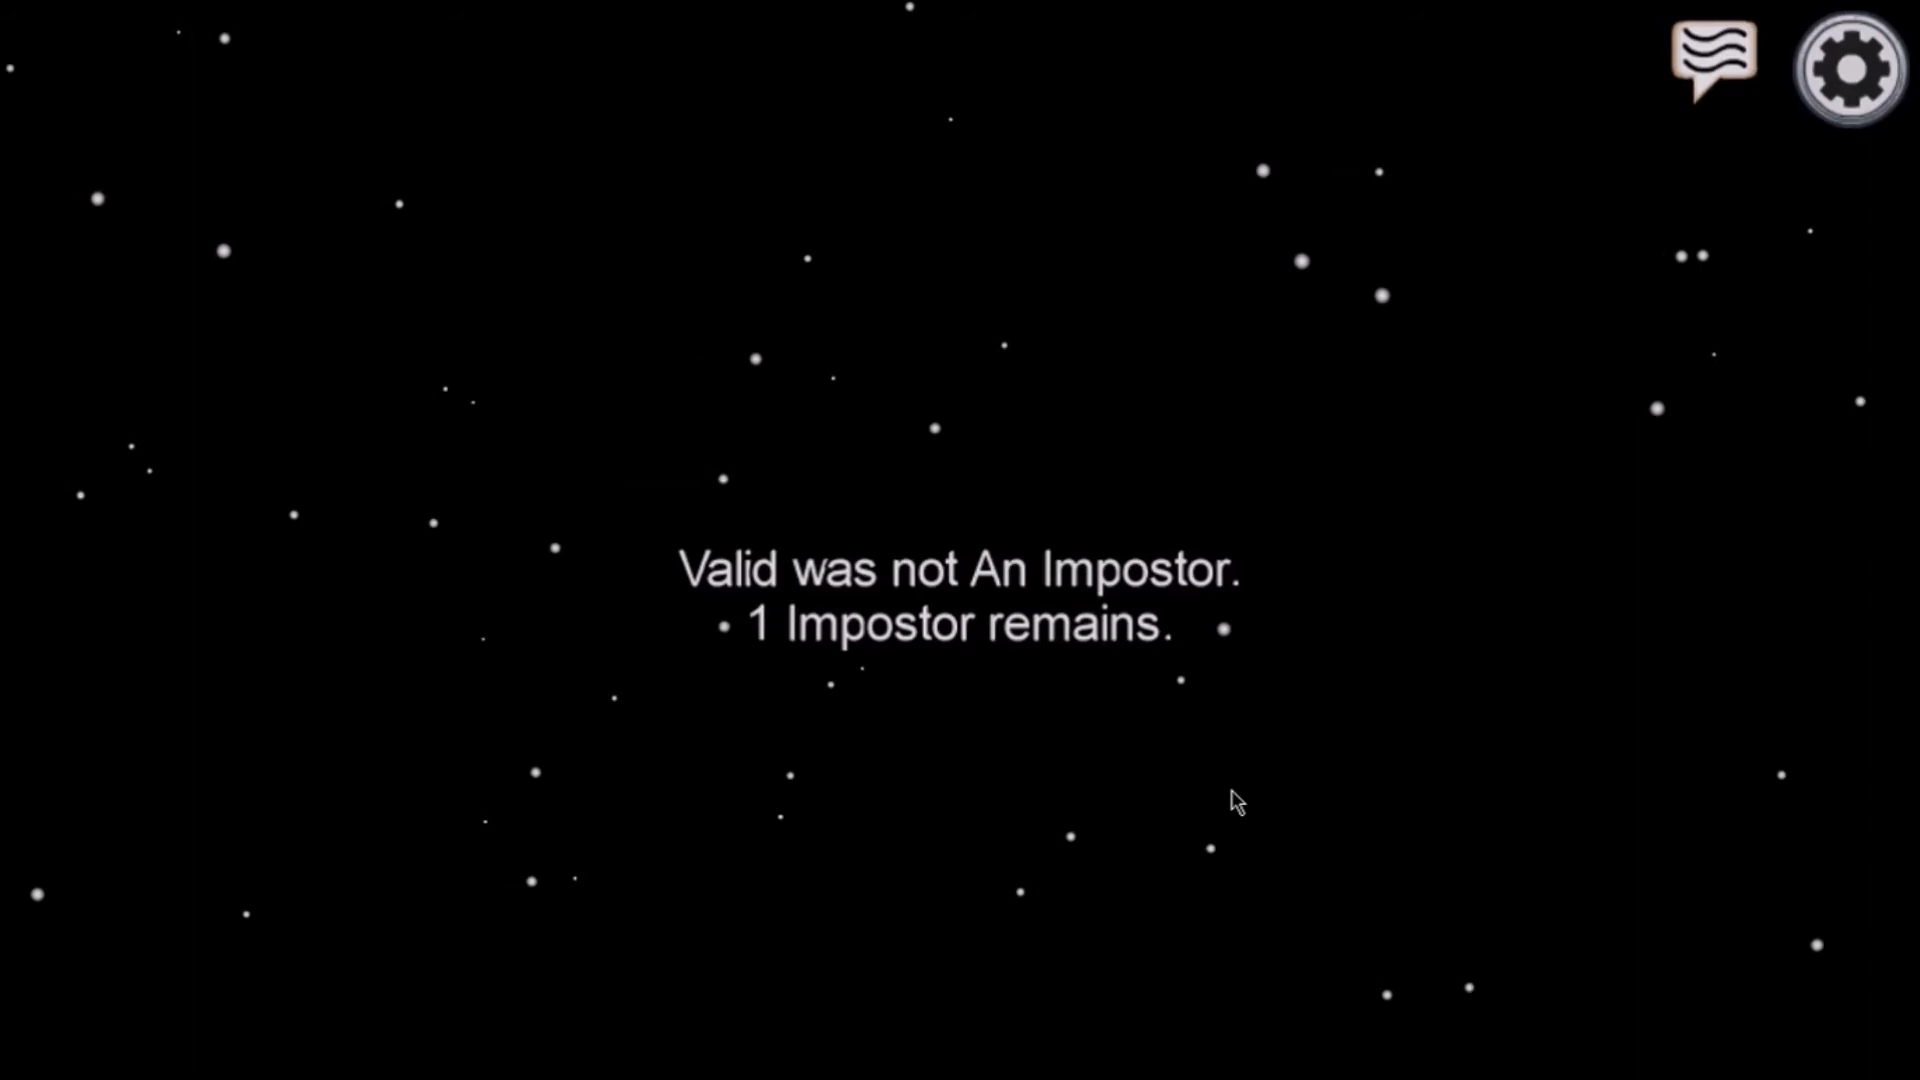 Valid was not An Impostor.
1 Impostor remains.